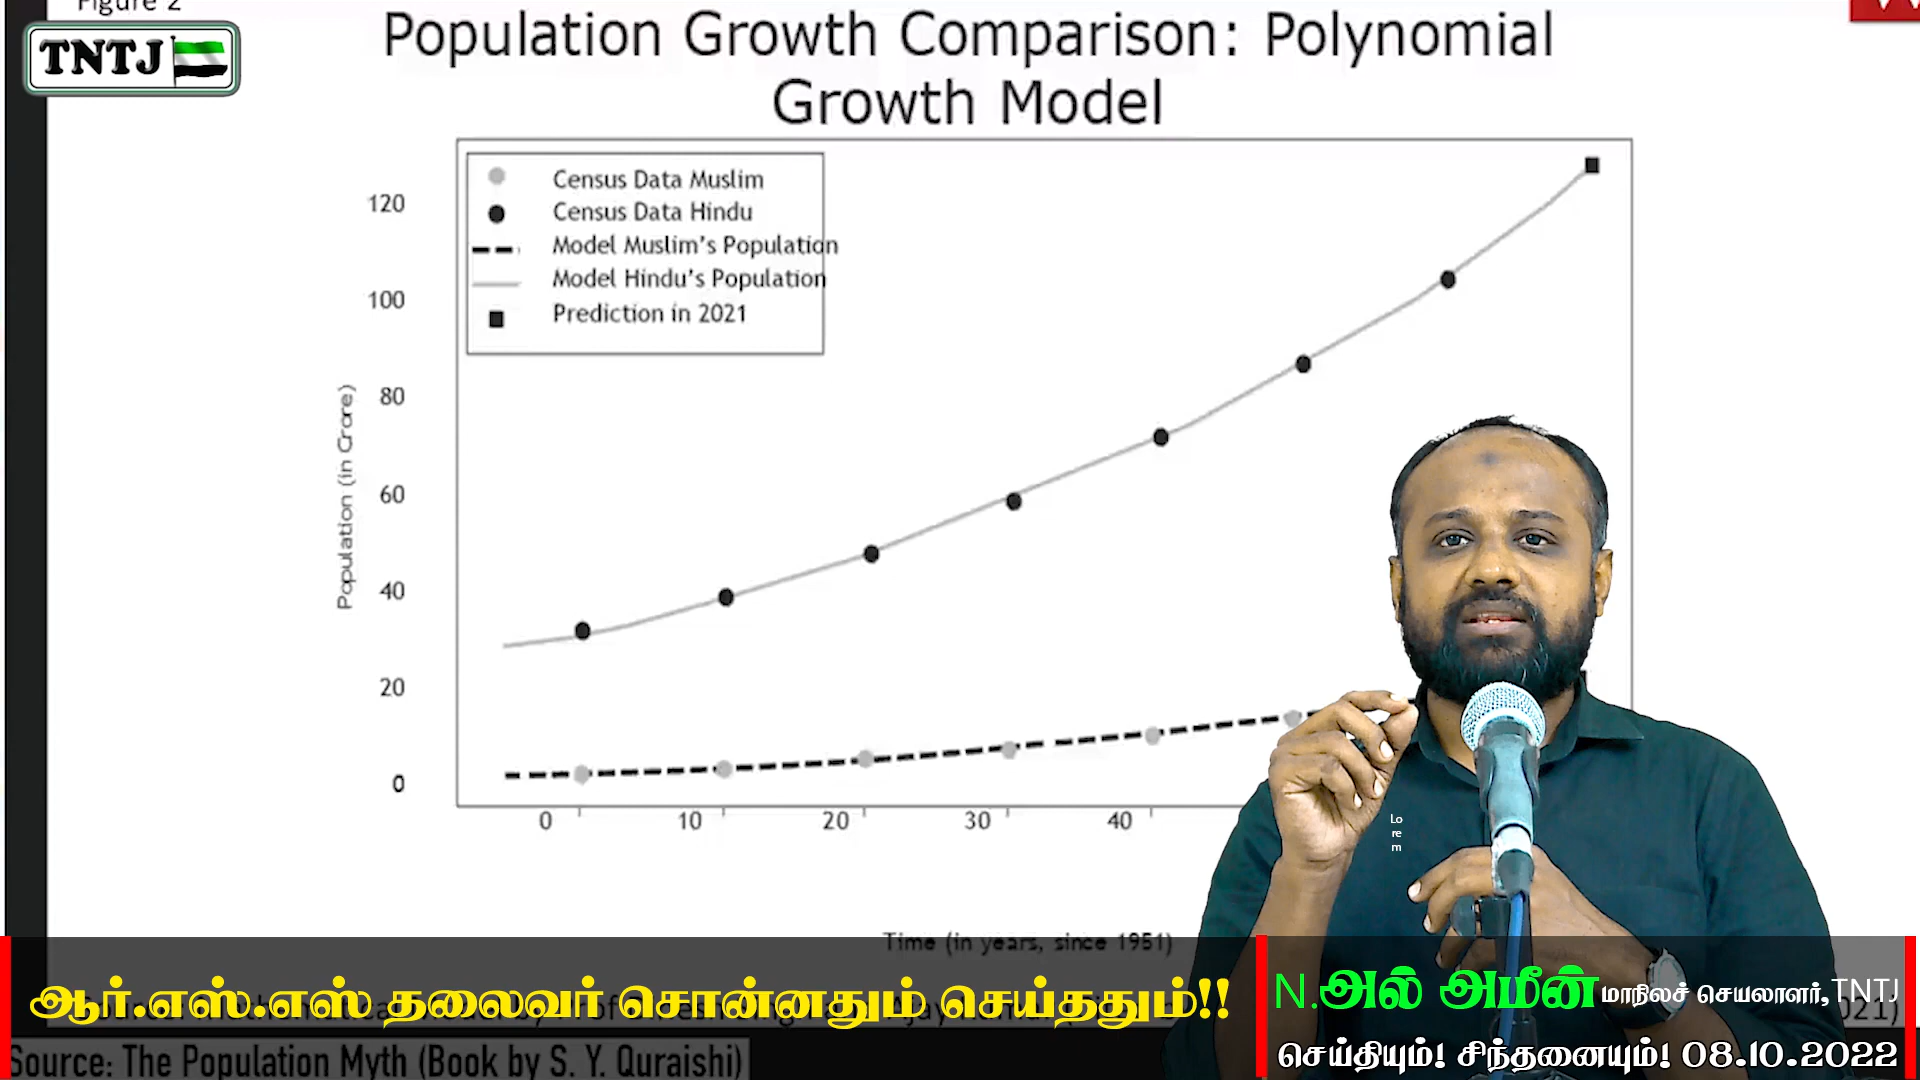 Figure 2
TNTJ
Population Growth Comparison: Polynomial
Growth Model
Census Data Muslim
Census Data Hindu
Model Muslim's Population
Model Hindu's Population
Prediction in 2021
120
100
80
60
40
20
0
Population (in Crore)
0 10 20 30 40
Lo
re
m
Time (in years, since 1951)
ஆர்.எஸ்.எஸ் தலைவர் சொன்னதும் செய்ததும்!!
N.அல் அமீன் மாநிலச் செயலாளர்,TNTJ
021)
Source: The Population Myth (Book by S. Y. Quraishi)
செய்தியும்! சிந்தனையும்! 08.10.2022